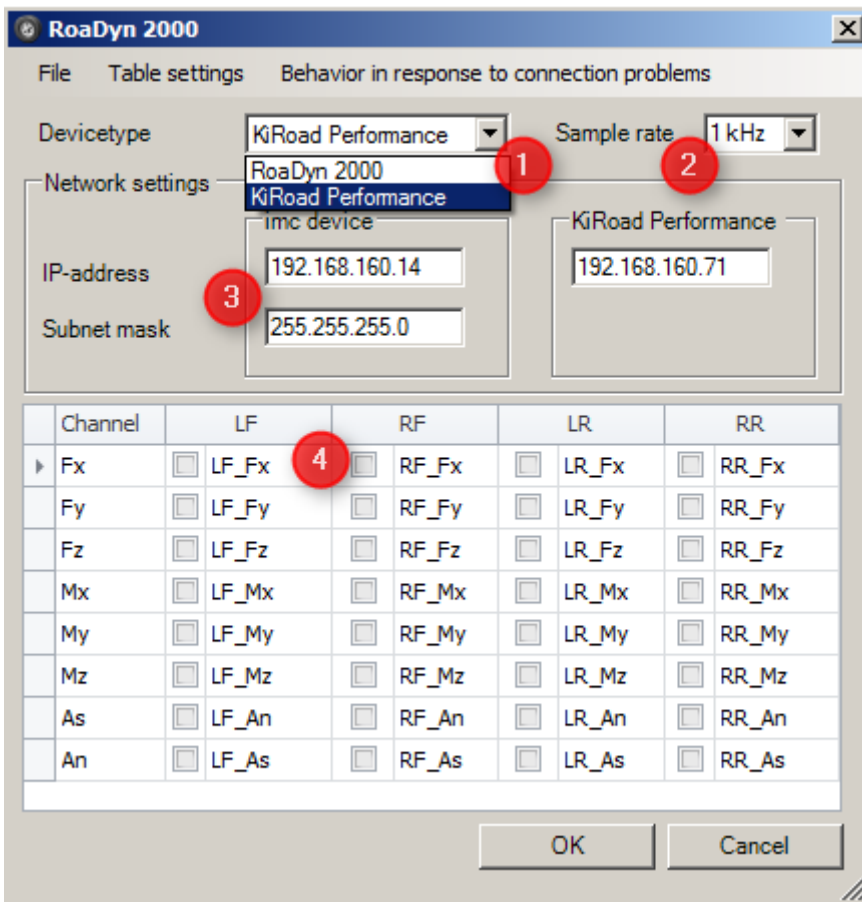 RoaDyn 2000
File Table settings Behavior in response to connection problems
Devicetype KiRoad Performance Sample rate 1 kHz
1
2
RoaDyn 2000
KiRoad Performance
Network settings
imc device KiRoad Performance
IP-address 192.168.160.14 192.168.160.71
3
Subnet mask 255.255.255.0
Channel LF RF LR RR
4
Fx LF_Fx RF_Fx LR_Fx RR_Fx
Fy LF_Fy RF_Fy LR_Fy RR_Fy
Fz LF_Fz RF_Fz LR_Fz RR_Fz
Mx LF_Mx RF_Mx LR_Mx RR_Mx
My LF_My RF_My LR_My RR_My
Mz LF_Mz RF_Mz LR_Mz RR_Mz
As LF_An RF_An LR_An RR_An
An LF_As RF_As LR_As RR_As
OK Cancel